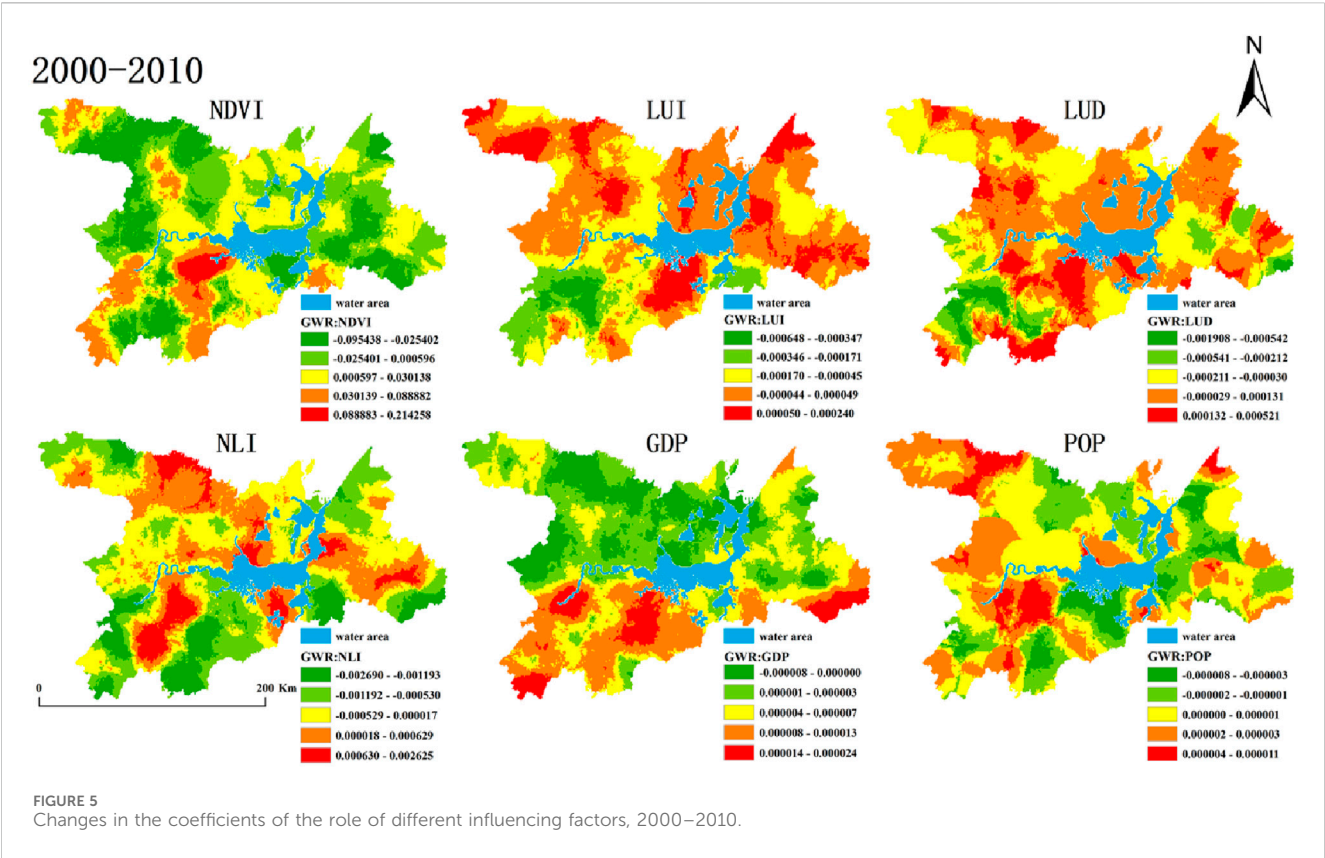 N
2000-2010
NDVI
LUI
LUD
water area
GWR:NDVI
-0.095438 - -0.025402
-0.025401 - 0.000596
0.000597 - 0.030138
0.030139 - 0.088882
0.088883 - 0.214258
water area
GWR:LUI
-0.000648 - -0.000347
-0.000346 - -0.000171
-0.000170 - -0.000045
-0.000044 - 0.000049
0.000050 - 0.000240
water area
GWR:LUD
-0.001908 - -0.000542
-0.000541 - -0.000212
-0.000211 - -0.000030
-0.000029 - 0.000131
0.000132 - 0.000521
NLI
GDP
POP
water area
GWR:NLI
-0.002690 - -0.001193
-0.001192 - -0.000530
-0.000529 - 0.000017
0.000018 - 0.000629
0.000630 - 0.002625
0
200 Km
water area
GWR:GDP
-0.000008 - -0.000000
0.000001 - 0.000003
0.000004 - 0.000007
0.000008 - 0.000013
0.000014 - 0.000024
water area
GWR:POP
-0.000008 - -0.000003
-0.000002 - -0.000001
0.000000 - 0.000001
0.000002 - 0.000003
0.000004 - 0.000011
FIGURE 5
Changes in the coefficients of the role of different influencing factors, 2000–2010.